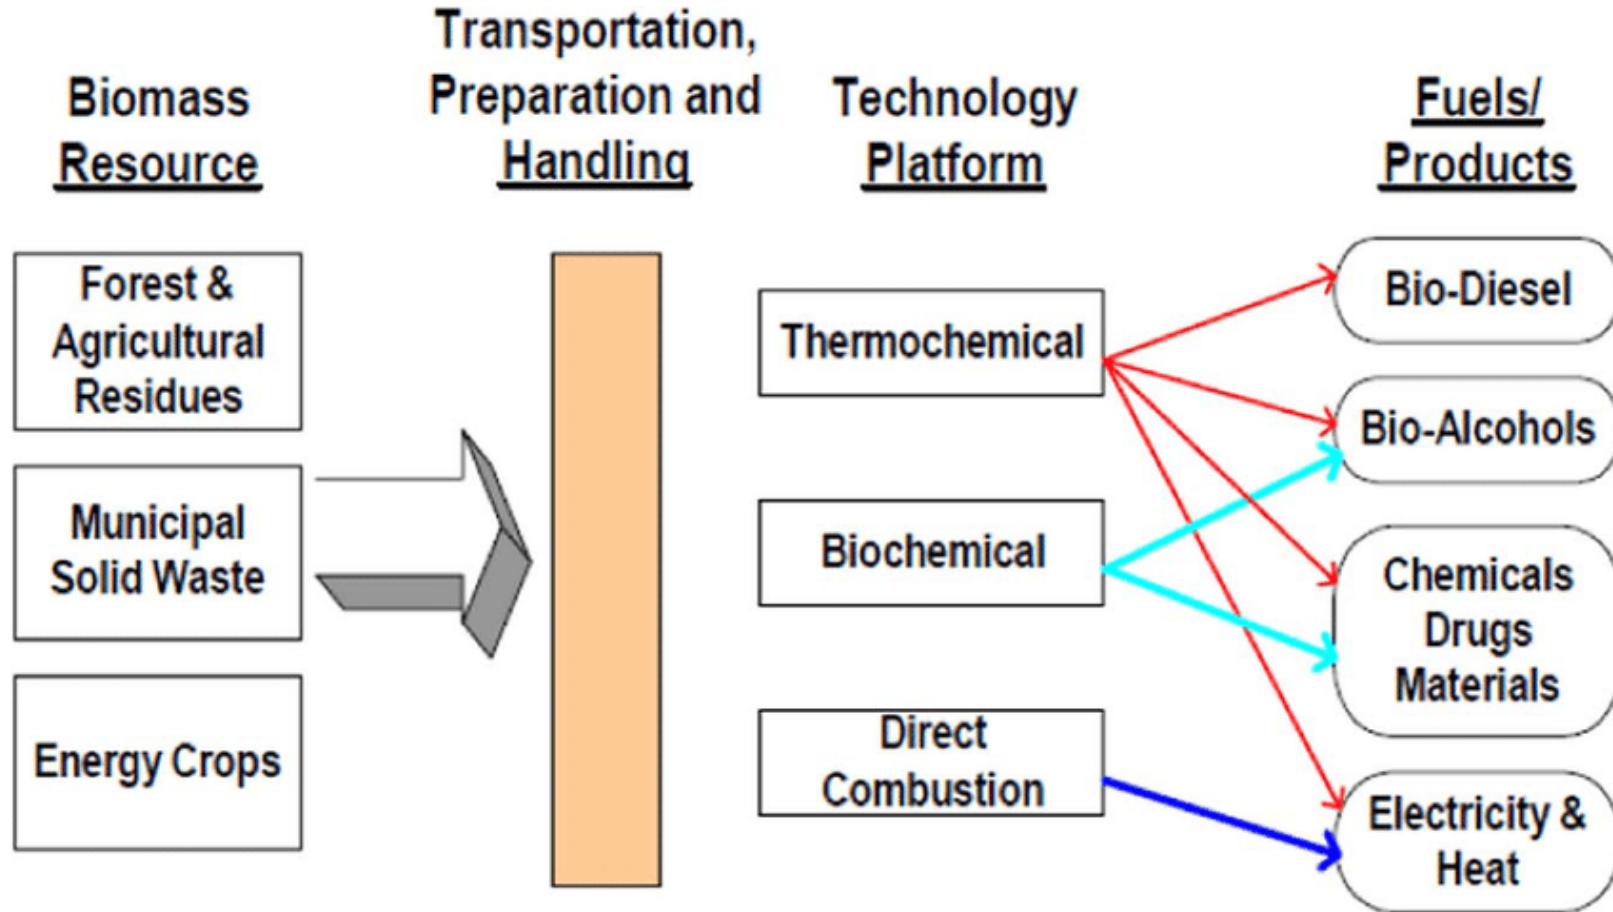 Biomass
Resource
Transportation,
Preparation and
Handling
Technology
Platform
Fuels/
Products
Forest &
Agricultural
Residues
Municipal
Solid Waste
Energy Crops
Thermochemical
Biochemical
Direct
Combustion
Bio-Diesel
Bio-Alcohols
Chemicals
Drugs
Materials
Electricity &
Heat